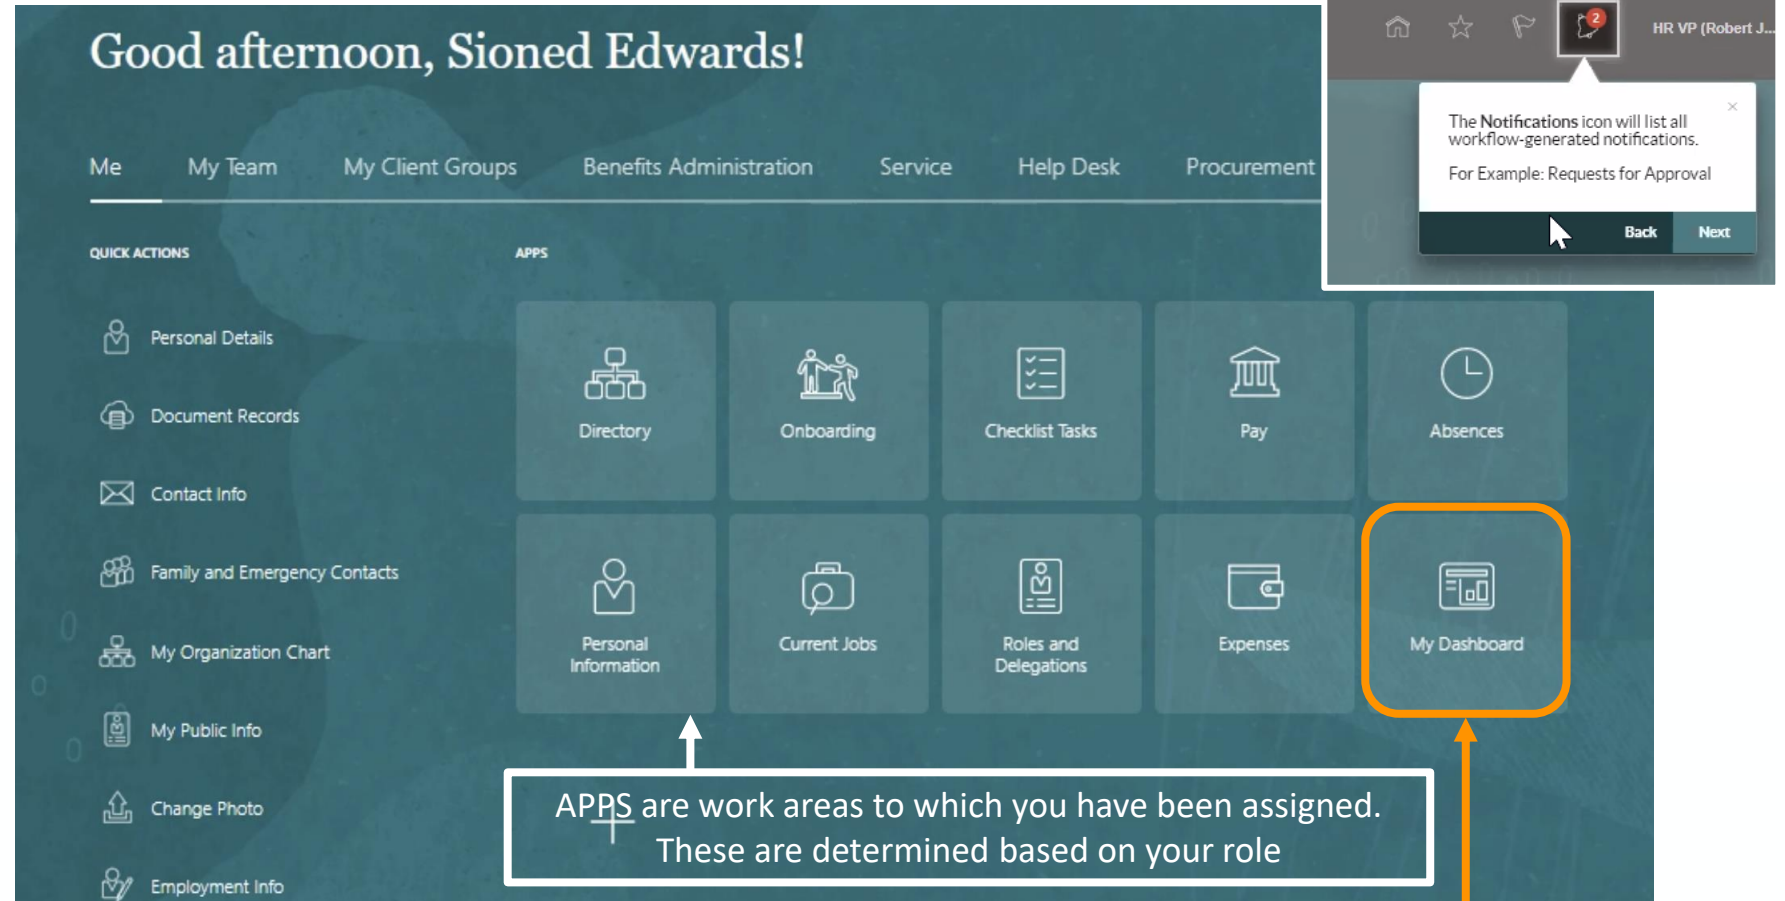 Good afternoon, Sioned Edwards!
2
HR VP (Robert J...
The Notifications icon will list all
workflow-generated notifications.
For Example: Requests for Approval
Back Next
Me My Team My Client Groups Benefits Administration Service Help Desk Procurement
QUICK ACTIONS
Personal Details
Document Records
Contact Info
Family and Emergency Contacts
My Organization Chart
My Public Info
Change Photo
Employment Info
APPS
Directory
Onboarding
Checklist Tasks
Pay
Absences
Personal
Information
Current Jobs
Roles and
Delegations
Expenses
My Dashboard
APPS are work areas to which you have been assigned.
These are determined based on your role